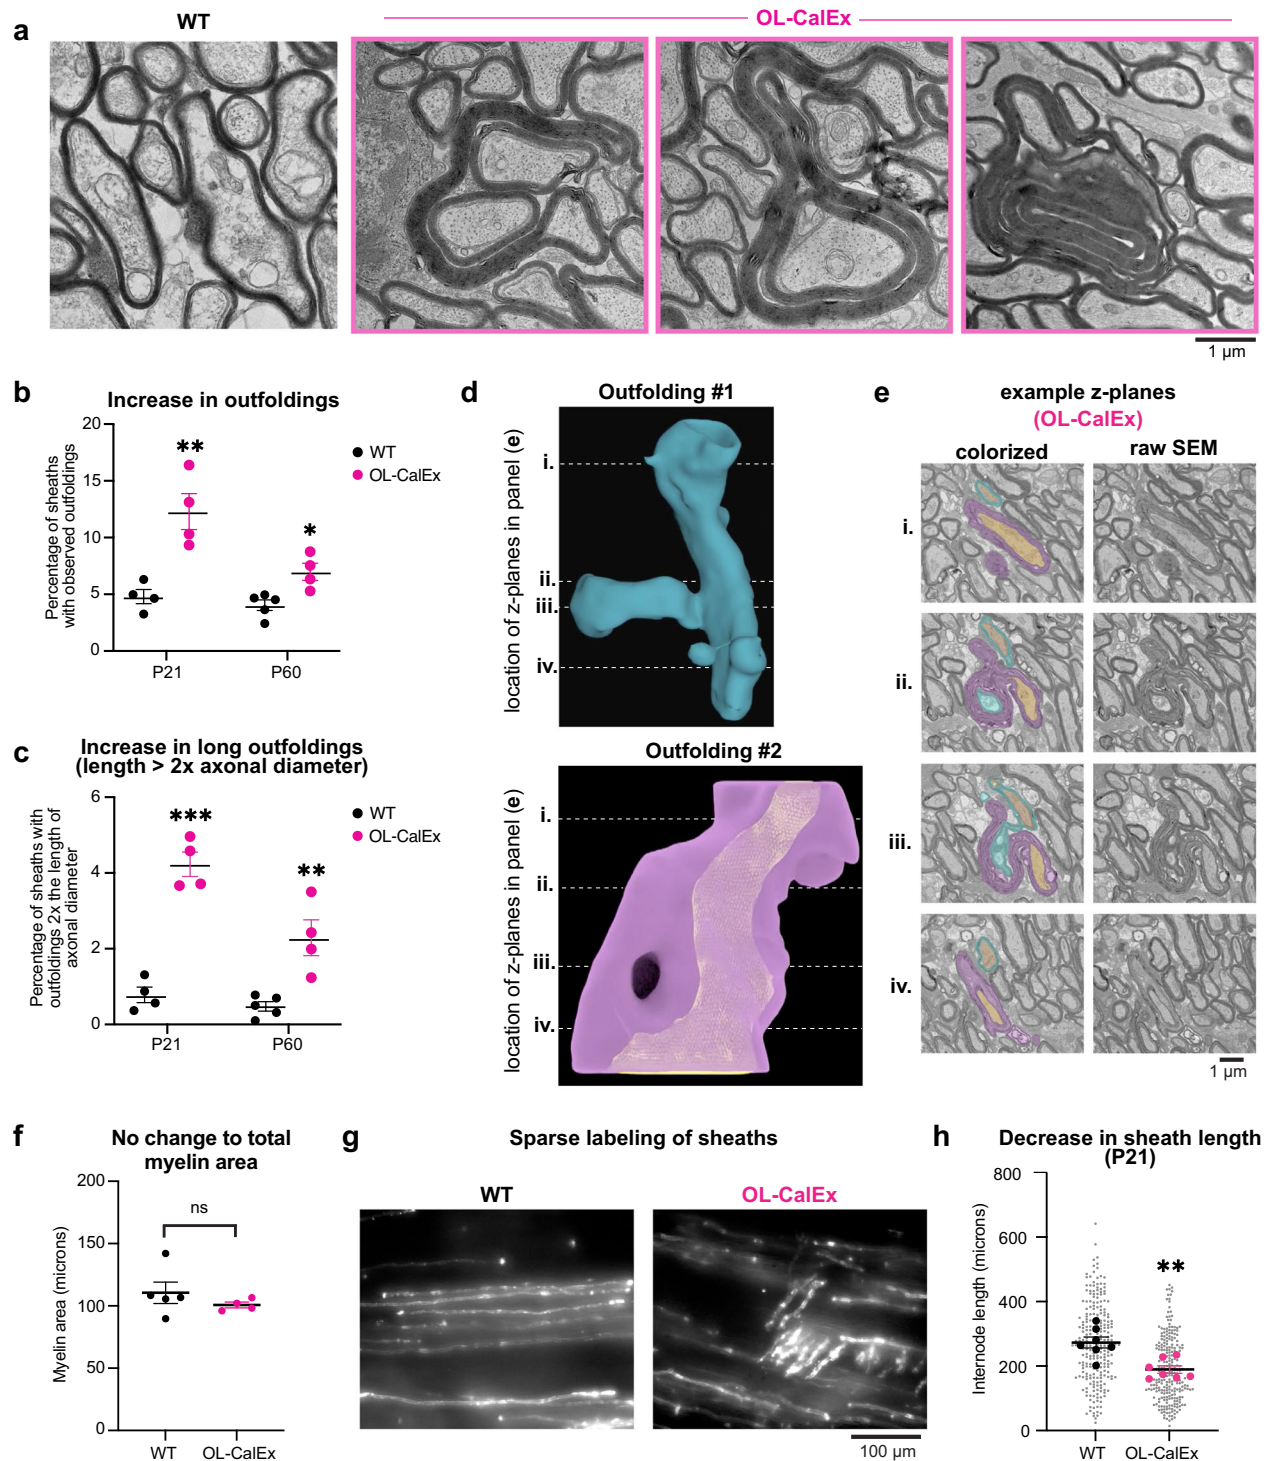 a
WT
OL-CalEx
1 µm
b
Increase in outfoldings
Percentage of sheaths
with observed outfoldings
20
15
10
5
0
**
*
WT
OL-CalEx
P21
P60
c
Increase in long outfoldings
(length > 2x axonal diameter)
Percentage of sheaths with
outfoldings 2x the length of
axonal diameter
6
4
2
0
***
**
WT
OL-CalEx
P21
P60
d
Outfolding #1
location of z-planes in panel (e)
i.
ii.
iii.
iv.
Outfolding #2
location of z-planes in panel (e)
i.
ii.
iii.
iv.
e
example z-planes
(OL-CalEx)
colorized
raw SEM
i.
ii.
iii.
iv.
1 µm
f
No change to total
myelin area
Myelin area (microns)
200
150
100
50
0
ns
WT
OL-CalEx
g
Sparse labeling of sheaths
WT
OL-CalEx
100 µm
h
Decrease in sheath length
(P21)
Internode length (microns)
800
600
400
200
0
**
WT
OL-CalEx